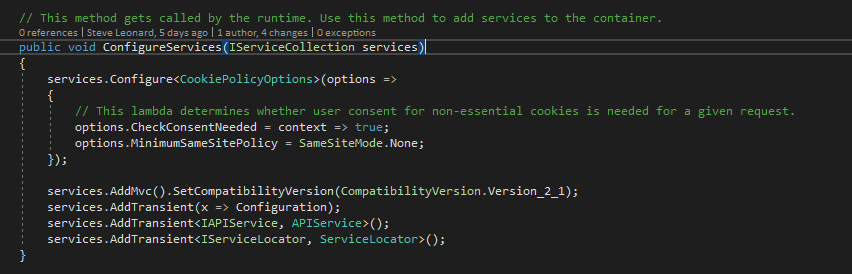 // This method gets called by the runtime. Use this method to add services to the container.
0 references | Steve Leonard, 5 days ago | 1 author, 4 changes | 0 exceptions
public void ConfigureServices(IServiceCollection services)
{
services.Configure<CookiePolicyOptions>(options =>
{
// This lambda determines whether user consent for non-essential cookies is needed for a given request.
options.CheckConsentNeeded = context => true;
options.MinimumSameSitePolicy = SameSiteMode.None;
});
services.AddMvc().SetCompatibilityVersion(CompatibilityVersion.Version_2_1);
services.AddTransient(x => Configuration);
services.AddTransient<IAPIService, APIService>();
services.AddTransient<IServiceLocator, ServiceLocator>();
}